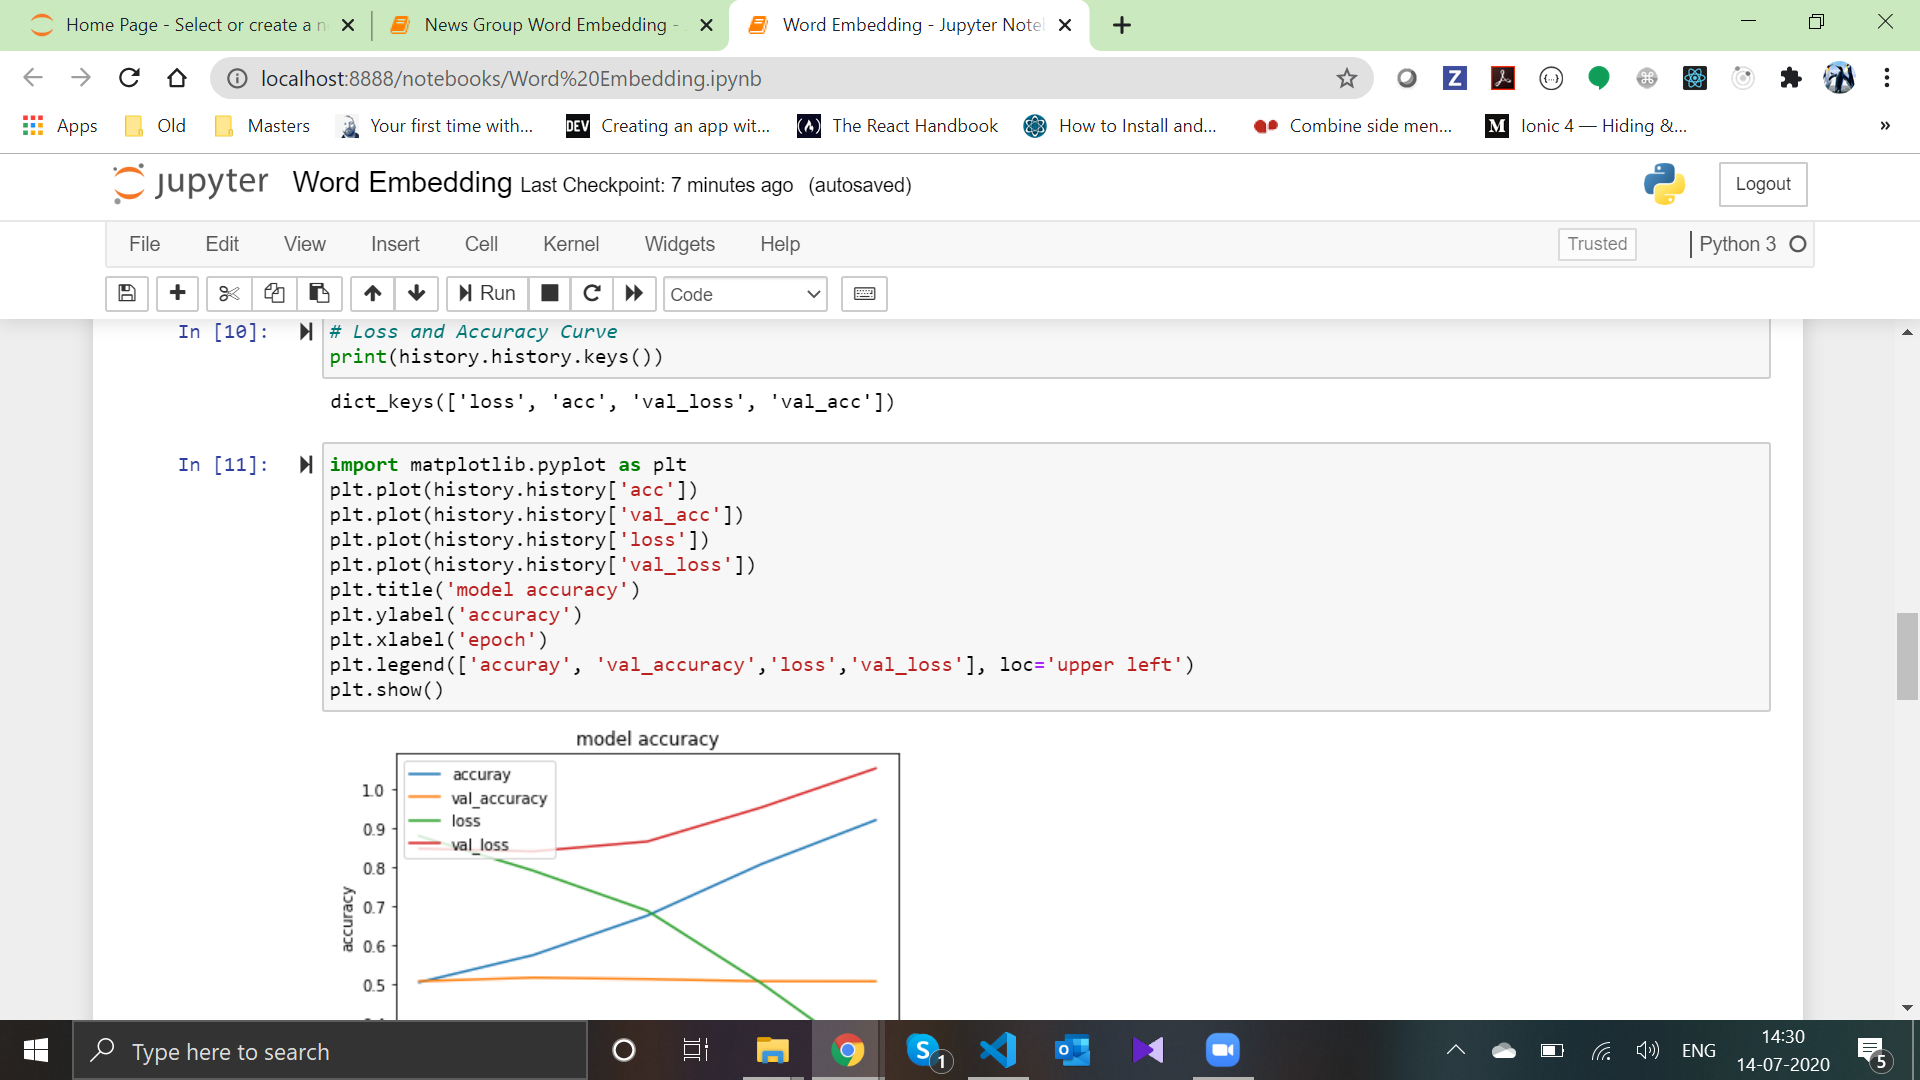 Home Page - Select or create a n
News Group Word Embedding -
Word Embedding - Jupyter Note
localhost:8888/notebooks/Word%20Embedding.ipynb
Apps
Old
Masters
Your first time with...
DEV
Creating an app wit...
The React Handbook
How to Install and...
Combine side men...
M
Ionic 4 — Hiding &...
»
jupyter Word Embedding Last Checkpoint: 7 minutes ago (autosaved)
Logout
File Edit View Insert Cell Kernel Widgets Help
Trusted
Python 3
Run
Code
In [10]:
# Loss and Accuracy Curve
print(history.history.keys())
dict_keys(['loss', 'acc', 'val_loss', 'val_acc'])
In [11]:
import matplotlib.pyplot as plt
plt.plot(history.history['acc'])
plt.plot(history.history['val_acc'])
plt.plot(history.history['loss'])
plt.plot(history.history['val_loss'])
plt.title('model accuracy')
plt.ylabel('accuracy')
plt.xlabel('epoch')
plt.legend(['accuray', 'val_accuracy','loss','val_loss'], loc='upper left')
plt.show()
model accuracy
accuray
val_accuracy
loss
val_loss
1.0
0.9
0.8
0.7
0.6
0.5
accuracy
Type here to search
S
1
ENG
14:30
14-07-2020
5